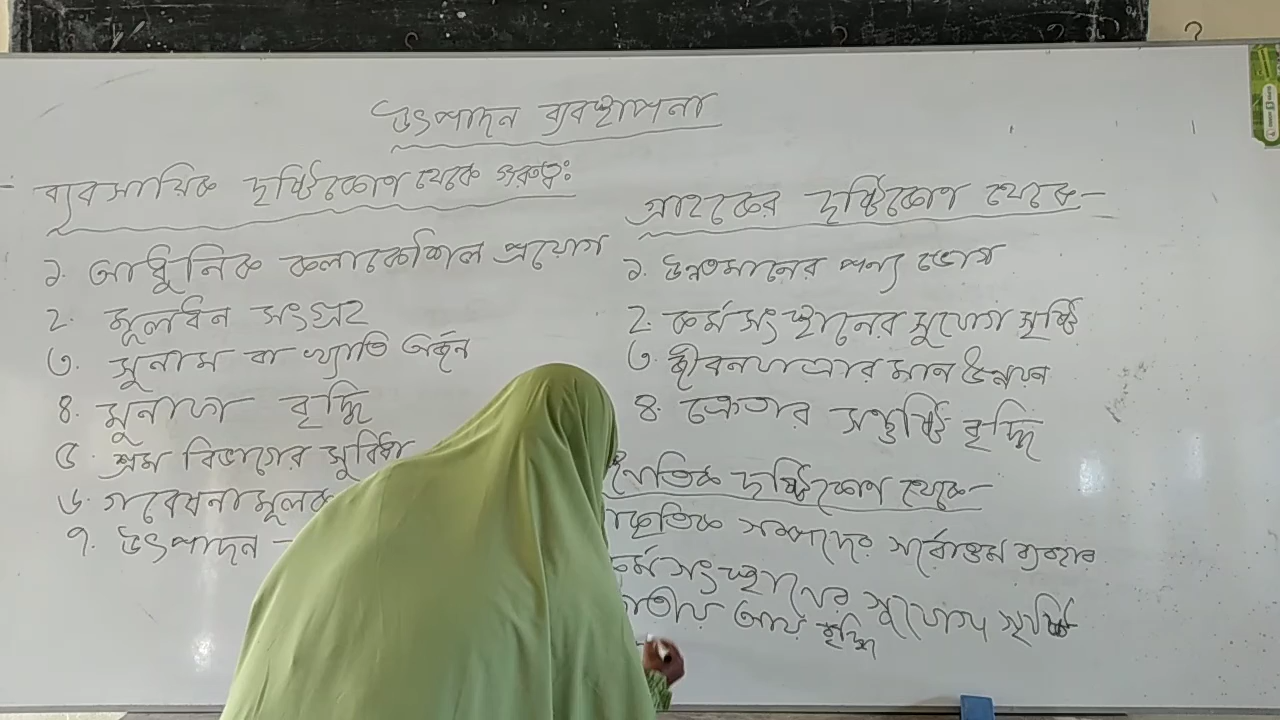 উৎপাদন ব্যবস্থাপনা
ব্যবসায়িক দৃষ্টিকোণ থেকে গুরুত্বঃ
১. আধুনিক কলাকৌশল প্রয়োগ
২. মূলধন সংগ্রহ
৩. সুনাম বা খ্যাতি অর্জন
৪. মুনাফা বৃদ্ধি
৫. শ্রম বিভাগের সুবিধা
৬. গবেষনামূলক
৭. উৎপাদন -
গ্রাহকের দৃষ্টিকোণ থেকে-
১. উন্নতমানের পণ্য ভোগ
২. কর্মসংস্থানের সুযোগ সৃষ্টি
৩. জীবনযাত্রার মান উন্নয়ন
৪. ক্রেতার সন্তুষ্টি বৃদ্ধি
দৃষ্টিকোণ থেকে-
সম্পদের সর্বোত্তম ব্যবহার
কর্মসংস্থানের সুযোগ সৃষ্টি
আয় বৃদ্ধি